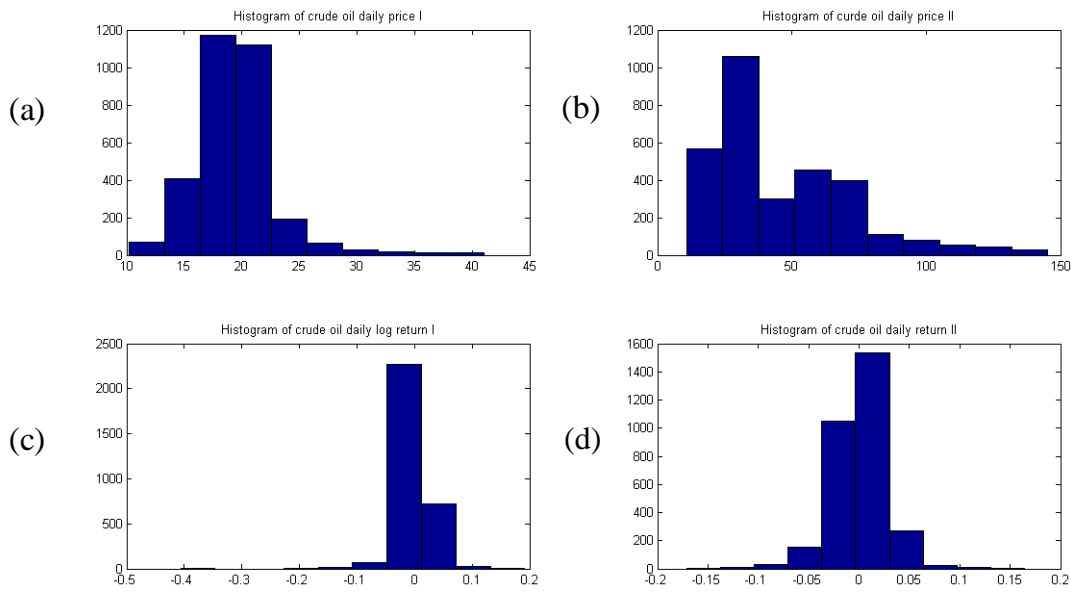 Histogram of crude oil daily price I
(a)
1200
1000
800
600
400
200
0
10 15 20 25 30 35 40 45
Histogram of curde oil daily price II
(b)
1200
1000
800
600
400
200
0
0 50 100 150
Histogram of crude oil daily log return I
(c)
2500
2000
1500
1000
500
0
-0.5 -0.4 -0.3 -0.2 -0.1 0 0.1 0.2
Histogram of crude oil daily return II
(d)
1600
1400
1200
1000
800
600
400
200
0
-0.2 -0.15 -0.1 -0.05 0 0.05 0.1 0.15 0.2